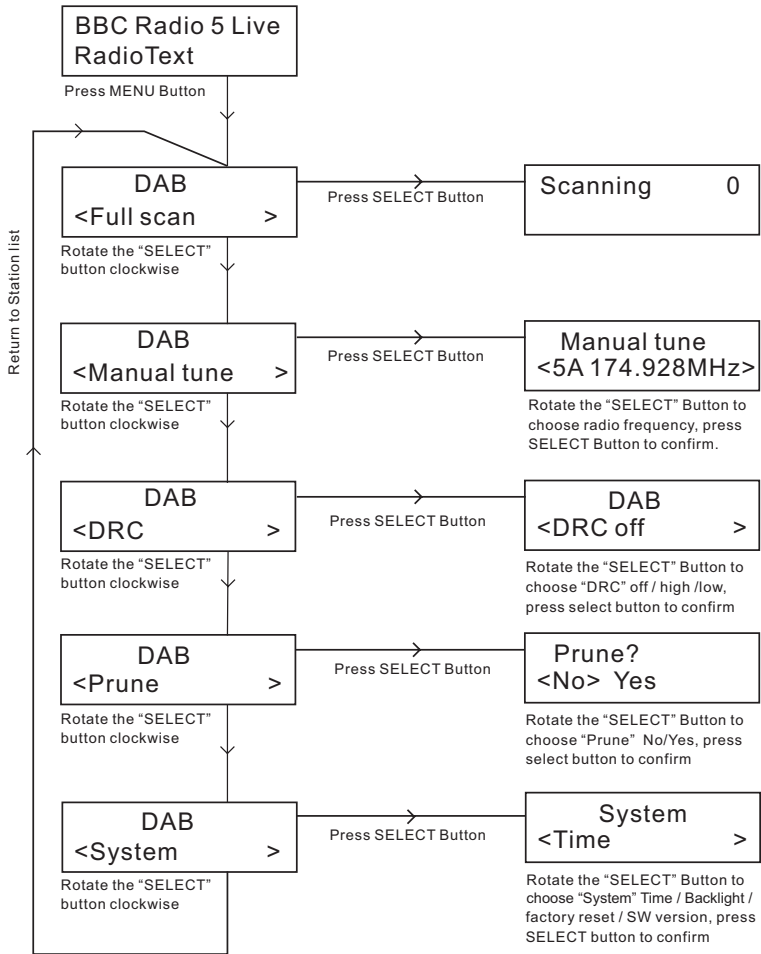 BBC Radio 5 Live
RadioText
Press MENU Button
Return to Station list
DAB
<Full scan >
Press SELECT Button
Scanning 0
Rotate the “SELECT”
button clockwise
DAB
<Manual tune >
Press SELECT Button
Manual tune
<5A 174.928MHz>
Rotate the “SELECT”
button clockwise
Rotate the “SELECT” Button to
choose radio frequency, press
SELECT Button to confirm.
DAB
<DRC >
Press SELECT Button
DAB
<DRC off >
Rotate the “SELECT”
button clockwise
Rotate the “SELECT” Button to
choose “DRC” off / high /low,
press select button to confirm
DAB
<Prune >
Press SELECT Button
Prune?
<No> Yes
Rotate the “SELECT”
button clockwise
Rotate the “SELECT” Button to
choose “Prune” No/Yes, press
select button to confirm
DAB
<System >
Press SELECT Button
System
<Time >
Rotate the “SELECT”
button clockwise
Rotate the “SELECT” Button to
choose “System” Time / Backlight /
factory reset / SW version, press
SELECT button to confirm